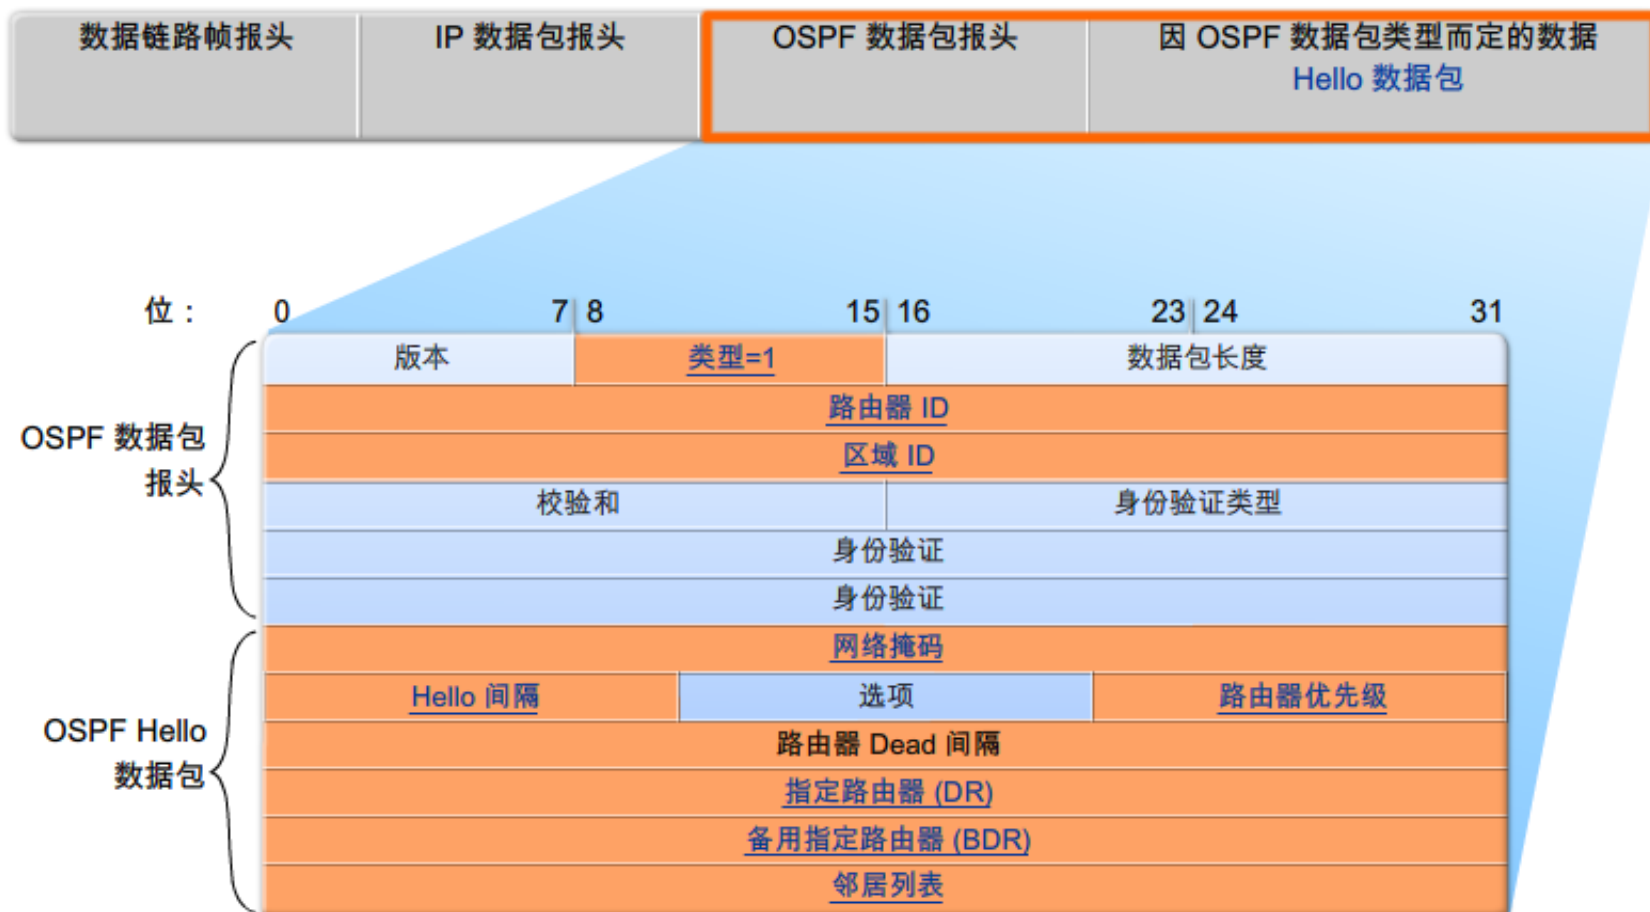 数据链路帧报头 IP 数据包报头 OSPF 数据包报头 因 OSPF 数据包类型而定的数据
Hello 数据包
位： 0 7 8 15 16 23 24 31
版本 类型=1 数据包长度
路由器 ID
区域 ID
OSPF 数据包
报头
校验和 身份验证类型
身份验证
身份验证
网络掩码
Hello 间隔 选项 路由器优先级
OSPF Hello
数据包
路由器 Dead 间隔
指定路由器 (DR)
备用指定路由器 (BDR)
邻居列表